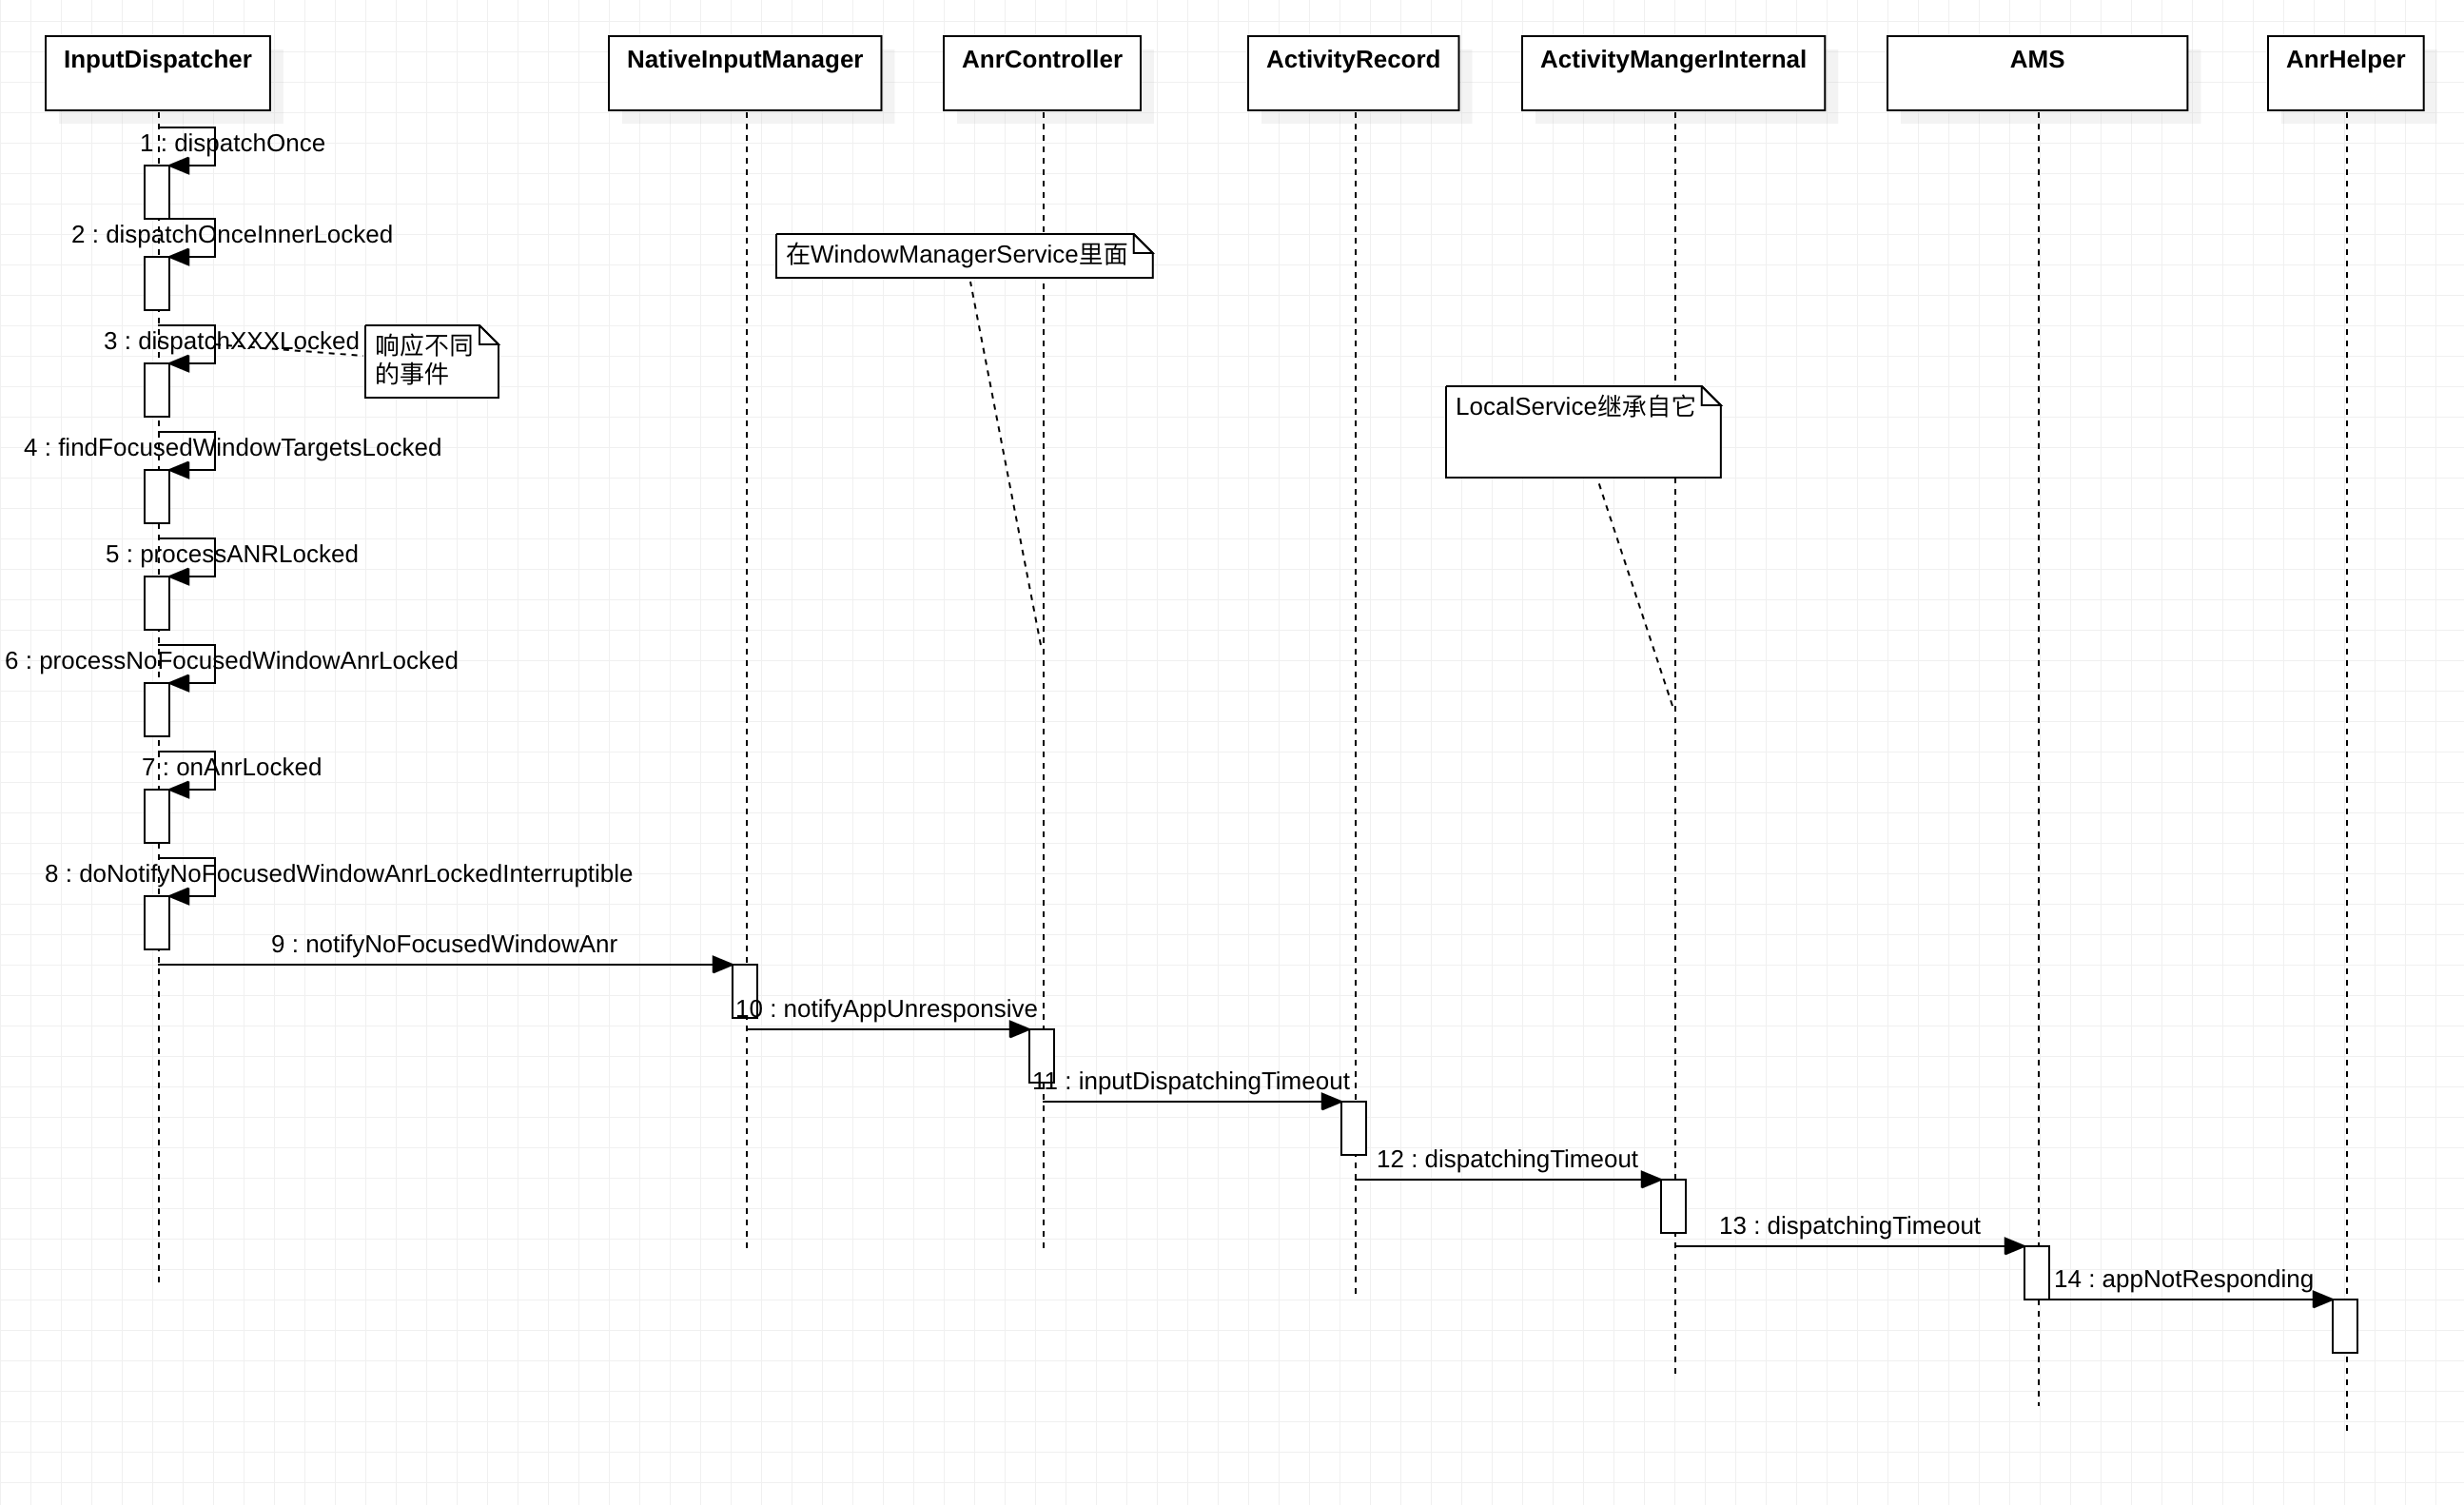 InputDispatcher
NativeInputManager
AnrController
ActivityRecord
ActivityMangerInternal
AMS
AnrHelper
1 : dispatchOnce
2 : dispatchOnceInnerLocked
在WindowManagerService里面
3 : dispatchXXXLocked
响应不同
的事件
LocalService继承自它
4 : findFocusedWindowTargetsLocked
5 : processANRLocked
6 : processNoFocusedWindowAnrLocked
7 : onAnrLocked
8 : doNotifyNoFocusedWindowAnrLockedInterruptible
9 : notifyNoFocusedWindowAnr
10 : notifyAppUnresponsive
11 : inputDispatchingTimeout
12 : dispatchingTimeout
13 : dispatchingTimeout
14 : appNotResponding